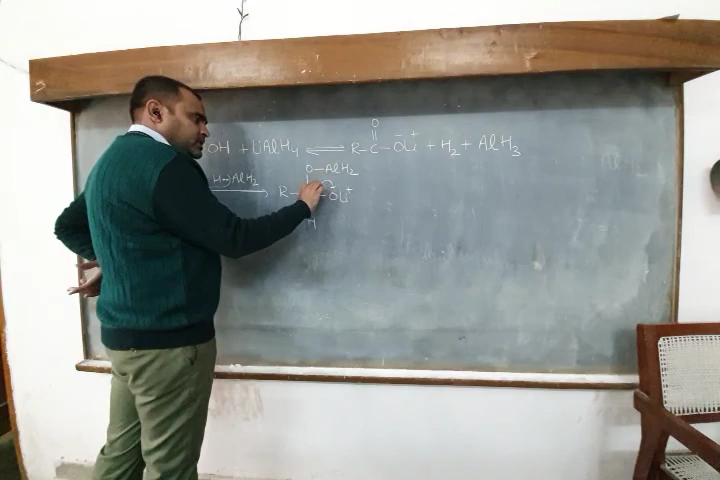 O
OH + LiAlH4 ⇌ R-C-O⁻Li⁺ + H2 + AlH3
O-AlH2
H-AlH2 → R- -O⁻Li⁺
H